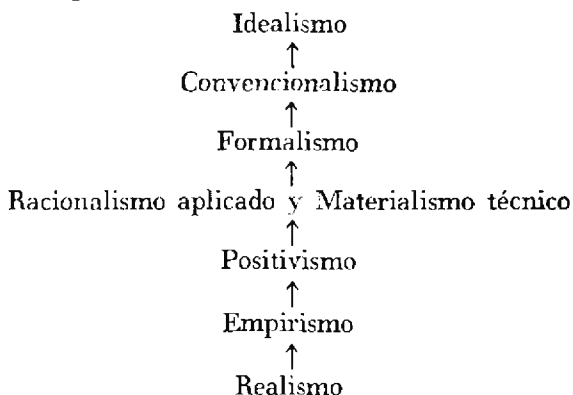 Idealismo
↑
Convencionalismo
↑
Formalismo
↑
Racionalismo aplicado y Materialismo técnico
↑
Positivismo
↑
Empirismo
↑
Realismo